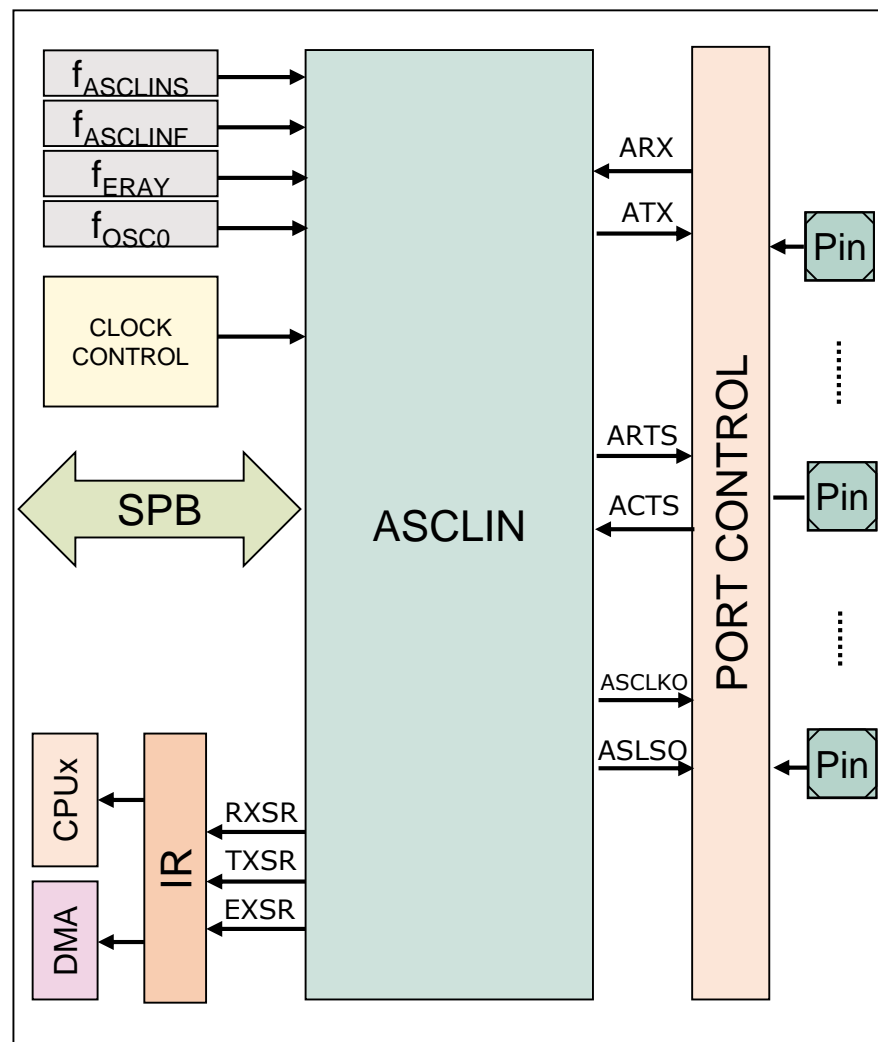 fASCLINS
fASCLINF
fERAY
fOSC0
CLOCK
CONTROL
SPB
ASCLIN
ARX
ATX
ARTS
ACTS
ASCLKO
ASLSO
PORT CONTROL
Pin
Pin
Pin
CPUx
DMA
IR
RXSR
TXSR
EXSR